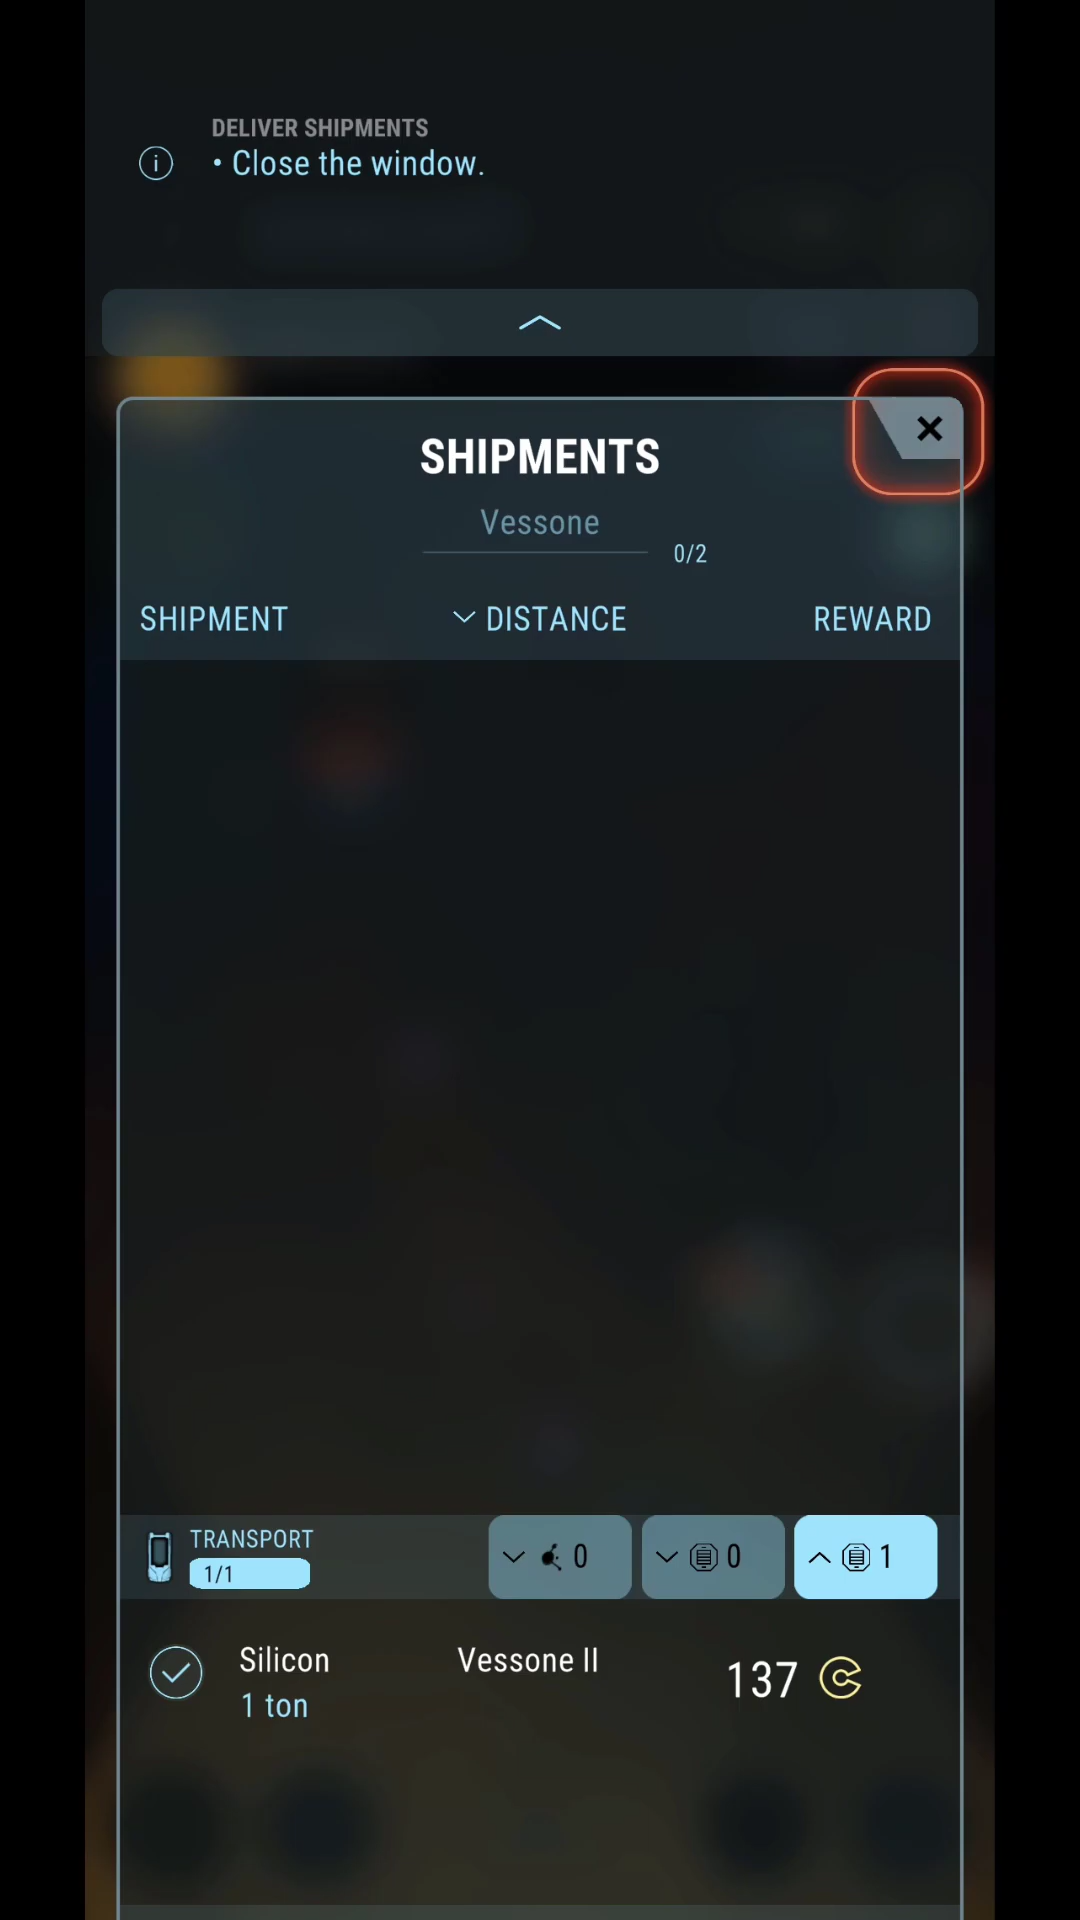 DELIVER SHIPMENTS
• Close the window.
SHIPMENTS
Vessone
0/2
SHIPMENT DISTANCE REWARD
TRANSPORT
1/1
0 0 1
Silicon Vessone II 137
1 ton